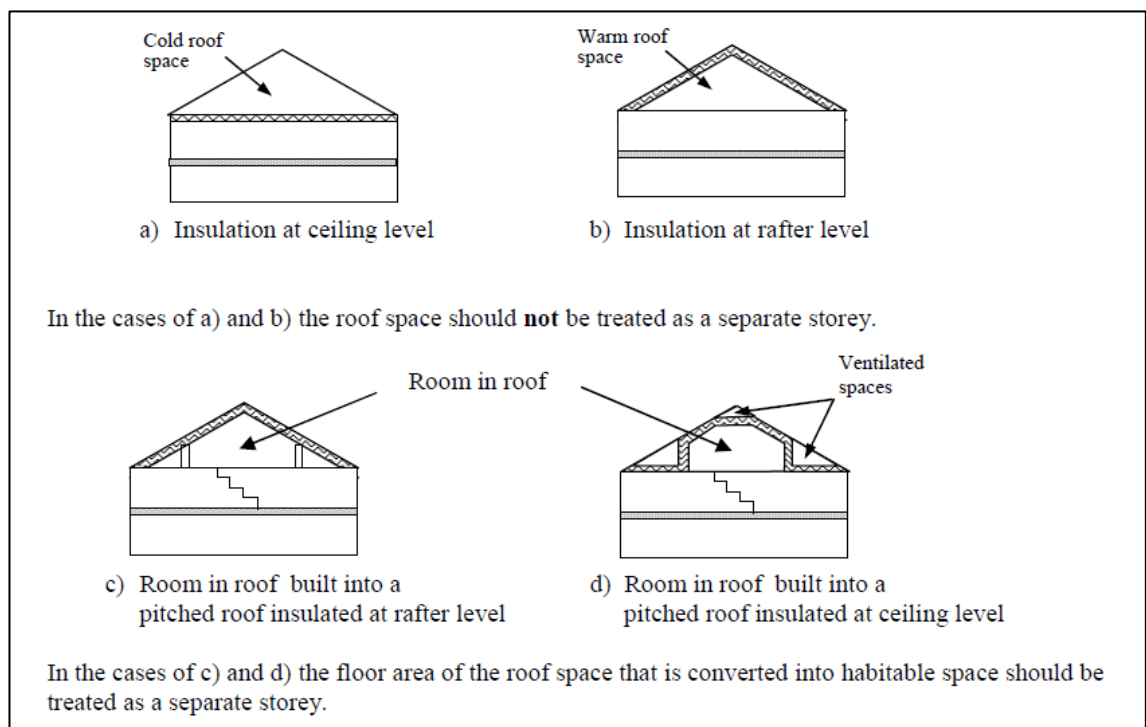 Cold roof
space
Warm roof
space
a) Insulation at ceiling level
b) Insulation at rafter level
In the cases of a) and b) the roof space should not be treated as a separate storey.
Room in roof
Ventilated
spaces
c) Room in roof built into a
pitched roof insulated at rafter level
d) Room in roof built into a
pitched roof insulated at ceiling level
In the cases of c) and d) the floor area of the roof space that is converted into habitable space should be
treated as a separate storey.